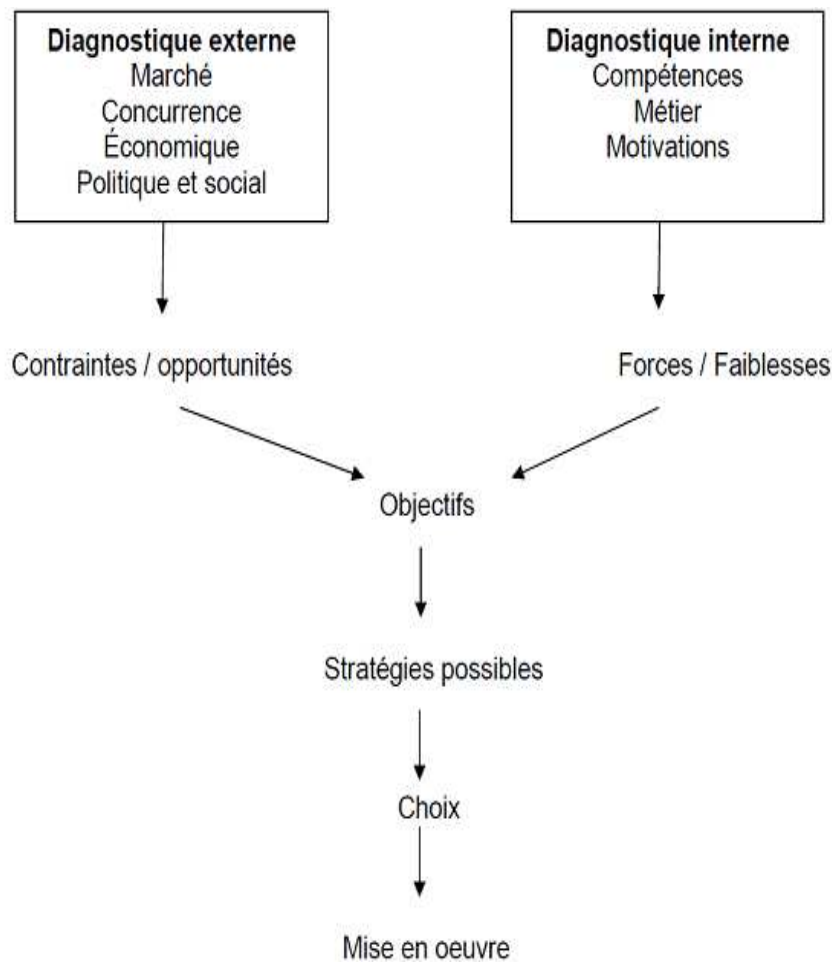 Diagnostique externe
Marché
Concurrence
Économique
Politique et social
Diagnostique interne
Compétences
Métier
Motivations
Contraintes / opportunités
Forces / Faiblesses
Objectifs
Stratégies possibles
Choix
Mise en oeuvre